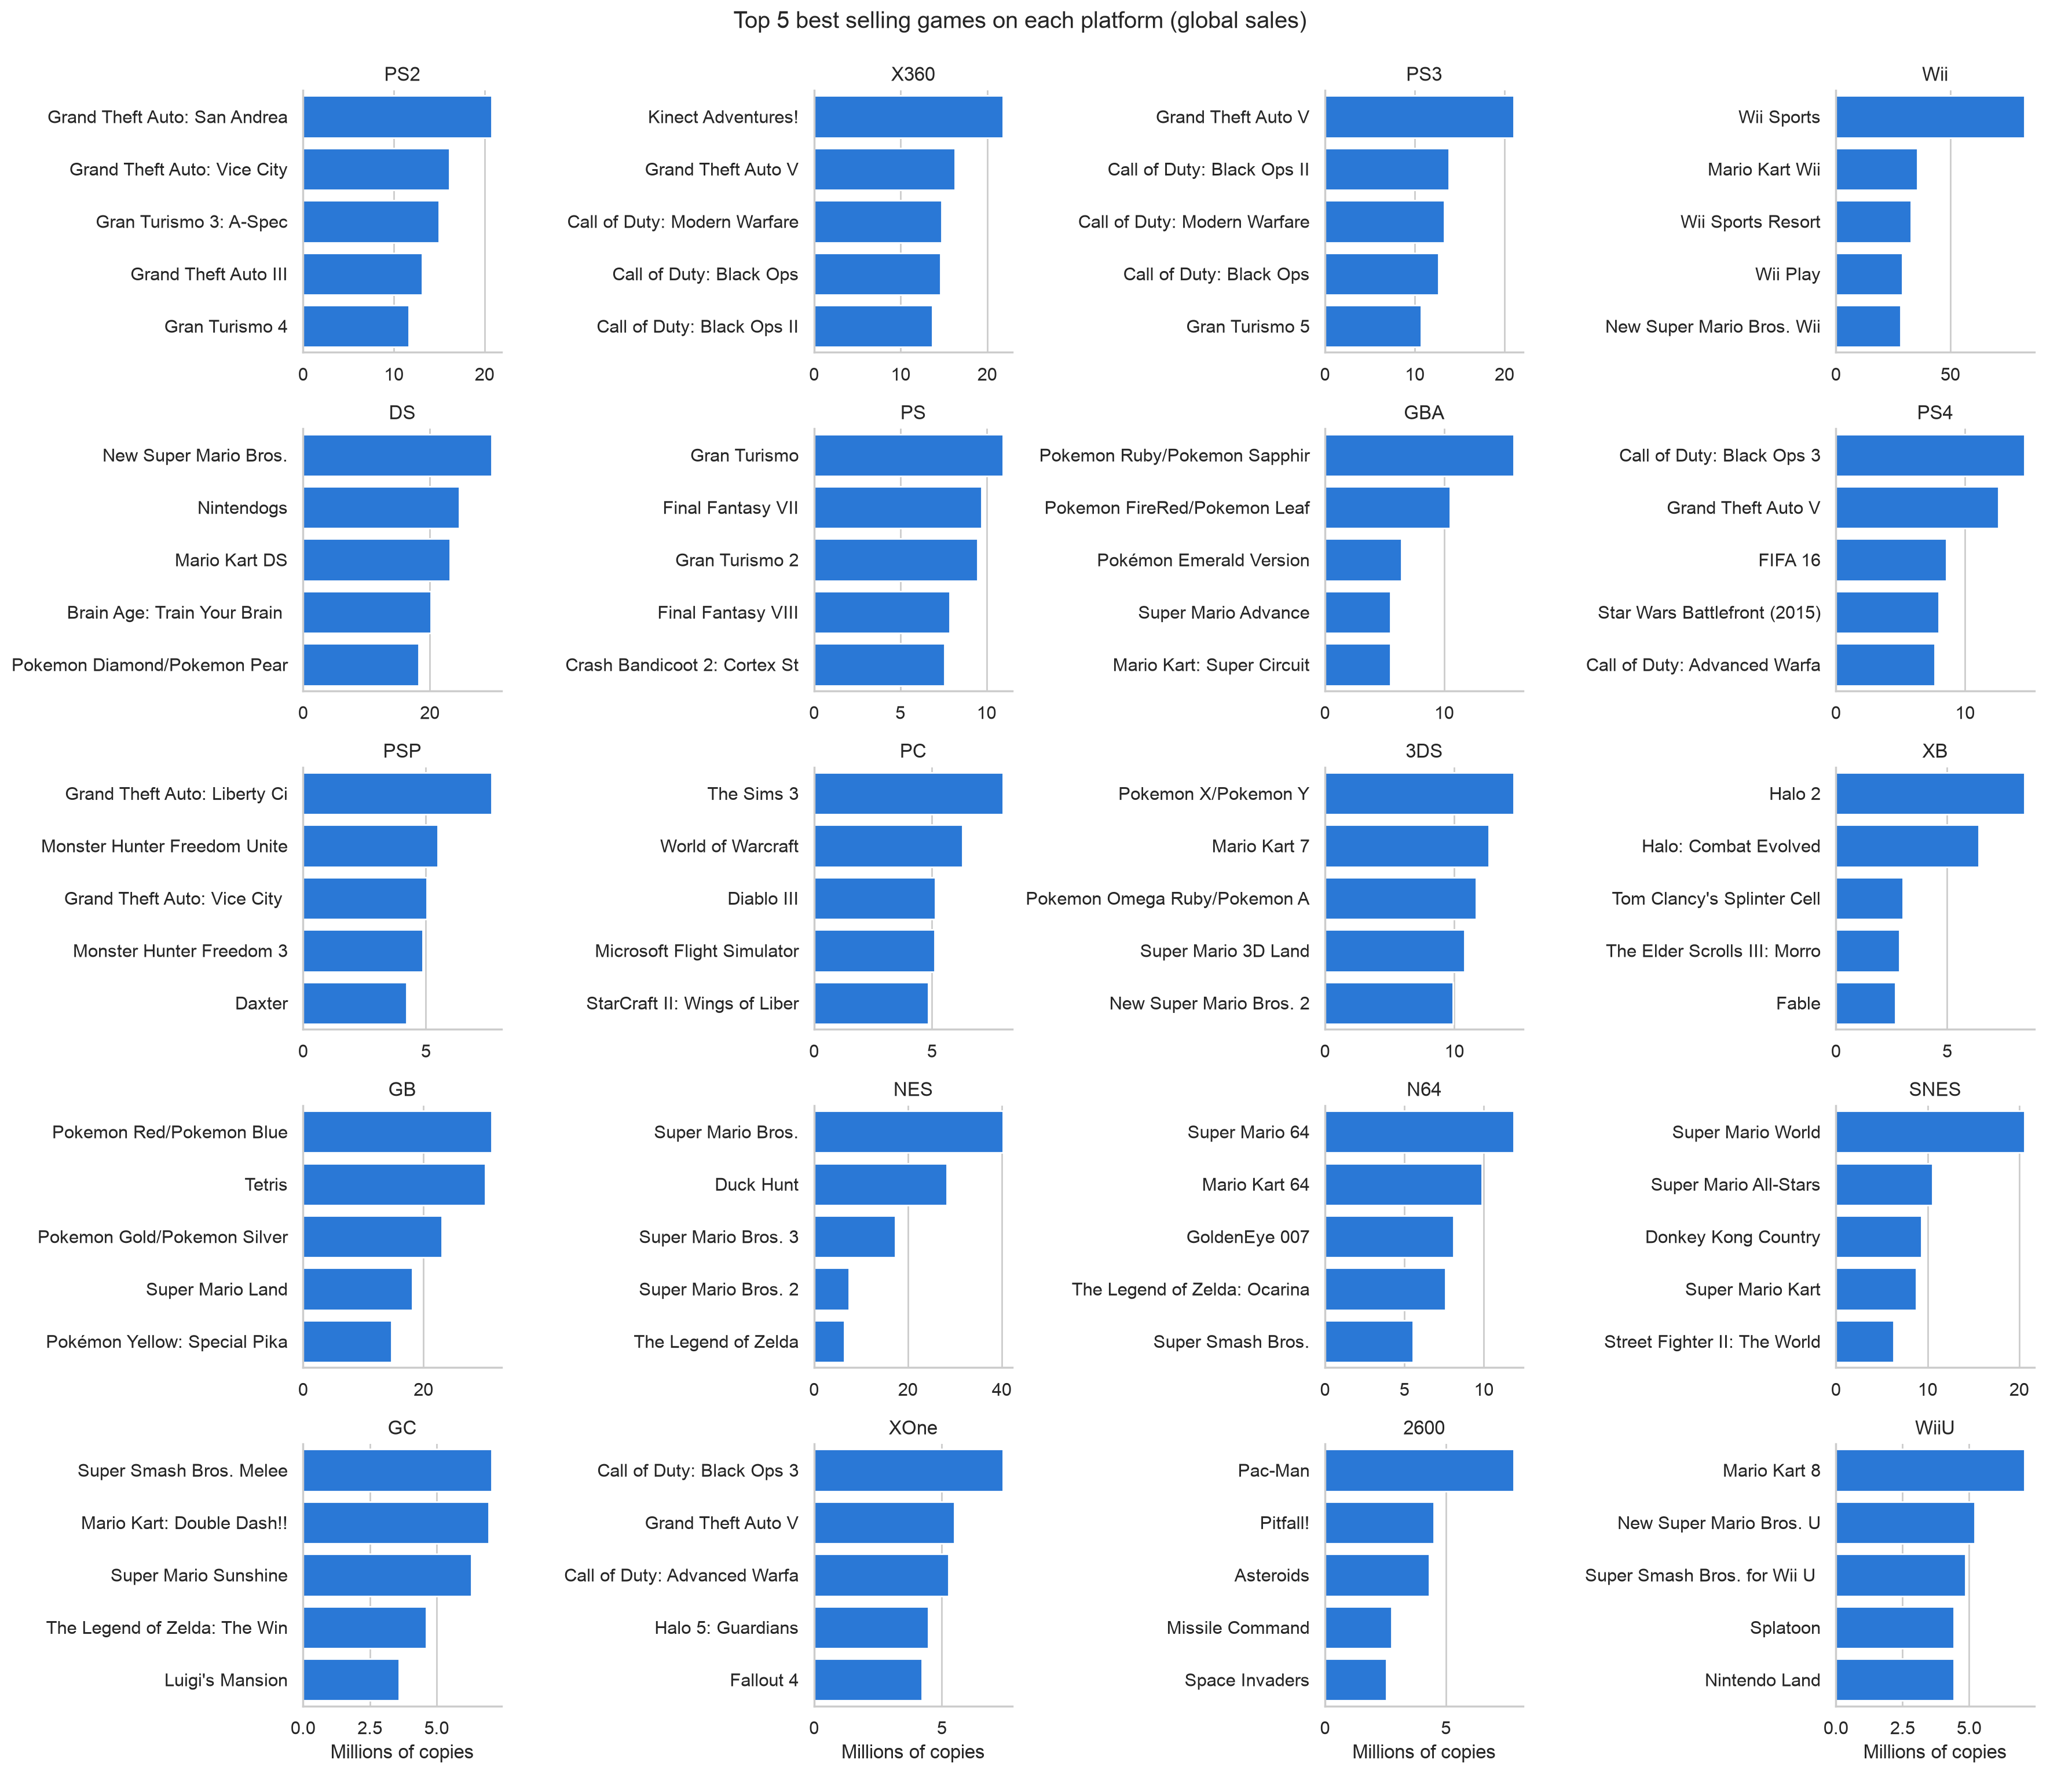 Top 5 best selling games on each platform (global sales)
PS2
Grand Theft Auto: San Andrea
Grand Theft Auto: Vice City
Gran Turismo 3: A-Spec
Grand Theft Auto III
Gran Turismo 4
0 10 20
X360
Kinect Adventures!
Grand Theft Auto V
Call of Duty: Modern Warfare
Call of Duty: Black Ops
Call of Duty: Black Ops II
0 10 20
PS3
Grand Theft Auto V
Call of Duty: Black Ops II
Call of Duty: Modern Warfare
Call of Duty: Black Ops
Gran Turismo 5
0 10 20
Wii
Wii Sports
Mario Kart Wii
Wii Sports Resort
Wii Play
New Super Mario Bros. Wii
0 50
DS
New Super Mario Bros.
Nintendogs
Mario Kart DS
Brain Age: Train Your Brain
Pokemon Diamond/Pokemon Pear
0 20
PS
Gran Turismo
Final Fantasy VII
Gran Turismo 2
Final Fantasy VIII
Crash Bandicoot 2: Cortex St
0 5 10
GBA
Pokemon Ruby/Pokemon Sapphir
Pokemon FireRed/Pokemon Leaf
Pokémon Emerald Version
Super Mario Advance
Mario Kart: Super Circuit
0 10
PS4
Call of Duty: Black Ops 3
Grand Theft Auto V
FIFA 16
Star Wars Battlefront (2015)
Call of Duty: Advanced Warfa
0 10
PSP
Grand Theft Auto: Liberty Ci
Monster Hunter Freedom Unite
Grand Theft Auto: Vice City
Monster Hunter Freedom 3
Daxter
0 5
PC
The Sims 3
World of Warcraft
Diablo III
Microsoft Flight Simulator
StarCraft II: Wings of Liber
0 5
3DS
Pokemon X/Pokemon Y
Mario Kart 7
Pokemon Omega Ruby/Pokemon A
Super Mario 3D Land
New Super Mario Bros. 2
0 10
XB
Halo 2
Halo: Combat Evolved
Tom Clancy's Splinter Cell
The Elder Scrolls III: Morro
Fable
0 5
GB
Pokemon Red/Pokemon Blue
Tetris
Pokemon Gold/Pokemon Silver
Super Mario Land
Pokémon Yellow: Special Pika
0 20
NES
Super Mario Bros.
Duck Hunt
Super Mario Bros. 3
Super Mario Bros. 2
The Legend of Zelda
0 20 40
N64
Super Mario 64
Mario Kart 64
GoldenEye 007
The Legend of Zelda: Ocarina
Super Smash Bros.
0 5 10
SNES
Super Mario World
Super Mario All-Stars
Donkey Kong Country
Super Mario Kart
Street Fighter II: The World
0 10 20
GC
Super Smash Bros. Melee
Mario Kart: Double Dash!!
Super Mario Sunshine
The Legend of Zelda: The Win
Luigi's Mansion
0.0 2.5 5.0
Millions of copies
XOne
Call of Duty: Black Ops 3
Grand Theft Auto V
Call of Duty: Advanced Warfa
Halo 5: Guardians
Fallout 4
0 5
Millions of copies
2600
Pac-Man
Pitfall!
Asteroids
Missile Command
Space Invaders
0 5
Millions of copies
WiiU
Mario Kart 8
New Super Mario Bros. U
Super Smash Bros. for Wii U
Splatoon
Nintendo Land
0.0 2.5 5.0
Millions of copies